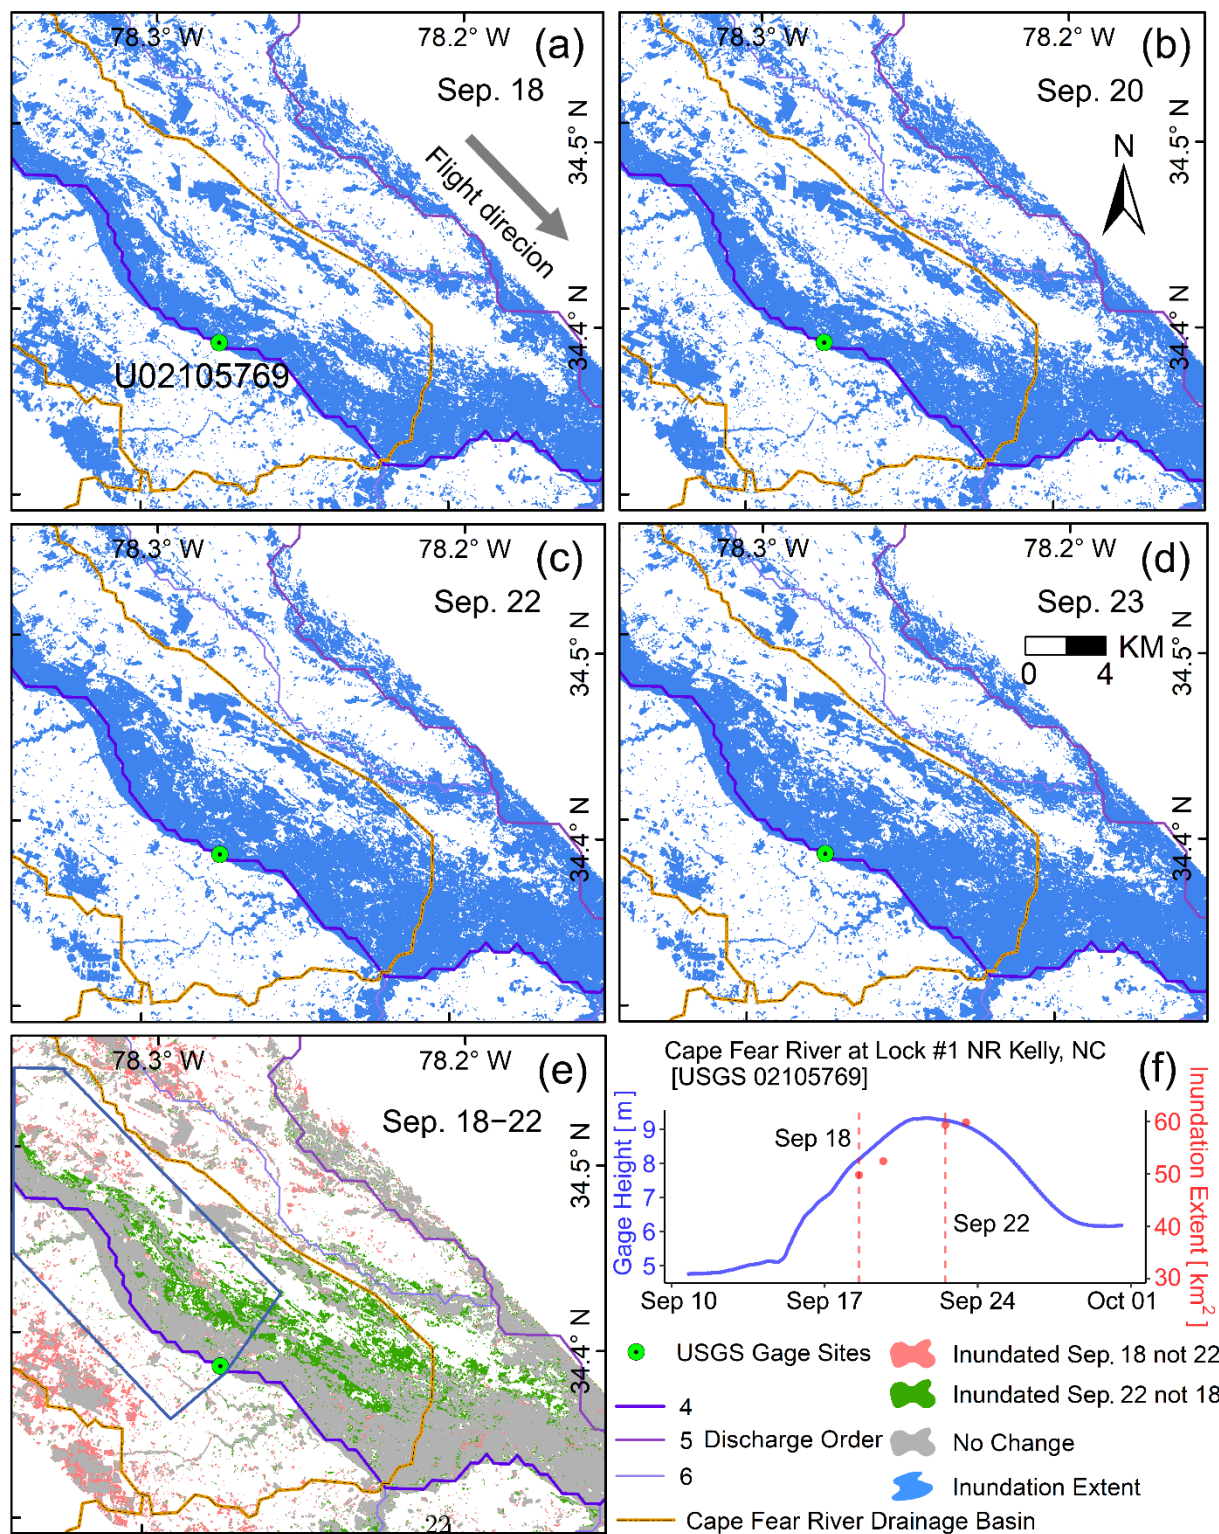 78.3° W
78.2° W
(a)
Sep. 18
34.5° N
Flight direcion
34.4° N
U02105769
78.3° W
78.2° W
(b)
Sep. 20
34.5° N
N
34.4° N
78.3° W
78.2° W
(c)
Sep. 22
34.5° N
34.4° N
78.3° W
78.2° W
(d)
Sep. 23
KM
0 4
34.5° N
34.4° N
78.3° W
78.2° W
(e)
Sep. 18–22
34.5° N
34.4° N
22
Cape Fear River at Lock #1 NR Kelly, NC
[USGS 02105769]
(f)
Gage Height [ m ]
9
8
7
6
5
Sep 18
Sep 22
60
50
40
30
Inundation Extent [ km² ]
Sep 10 Sep 17 Sep 24 Oct 01
USGS Gage Sites
4
5 Discharge Order
6
Inundated Sep. 18 not 22
Inundated Sep. 22 not 18
No Change
Inundation Extent
Cape Fear River Drainage Basin